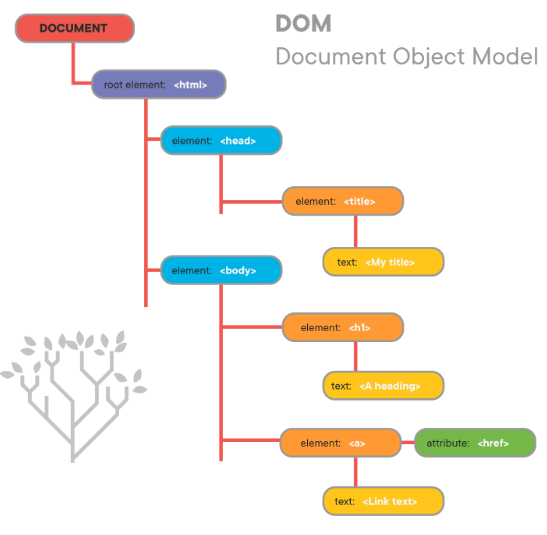 DOM
Document Object Model
DOCUMENT
root element: <html>
element: <head>
element: <title>
text: <My title>
element: <body>
element: <h1>
text: <A heading>
element: <a>
attribute: <href>
text: <Link text>